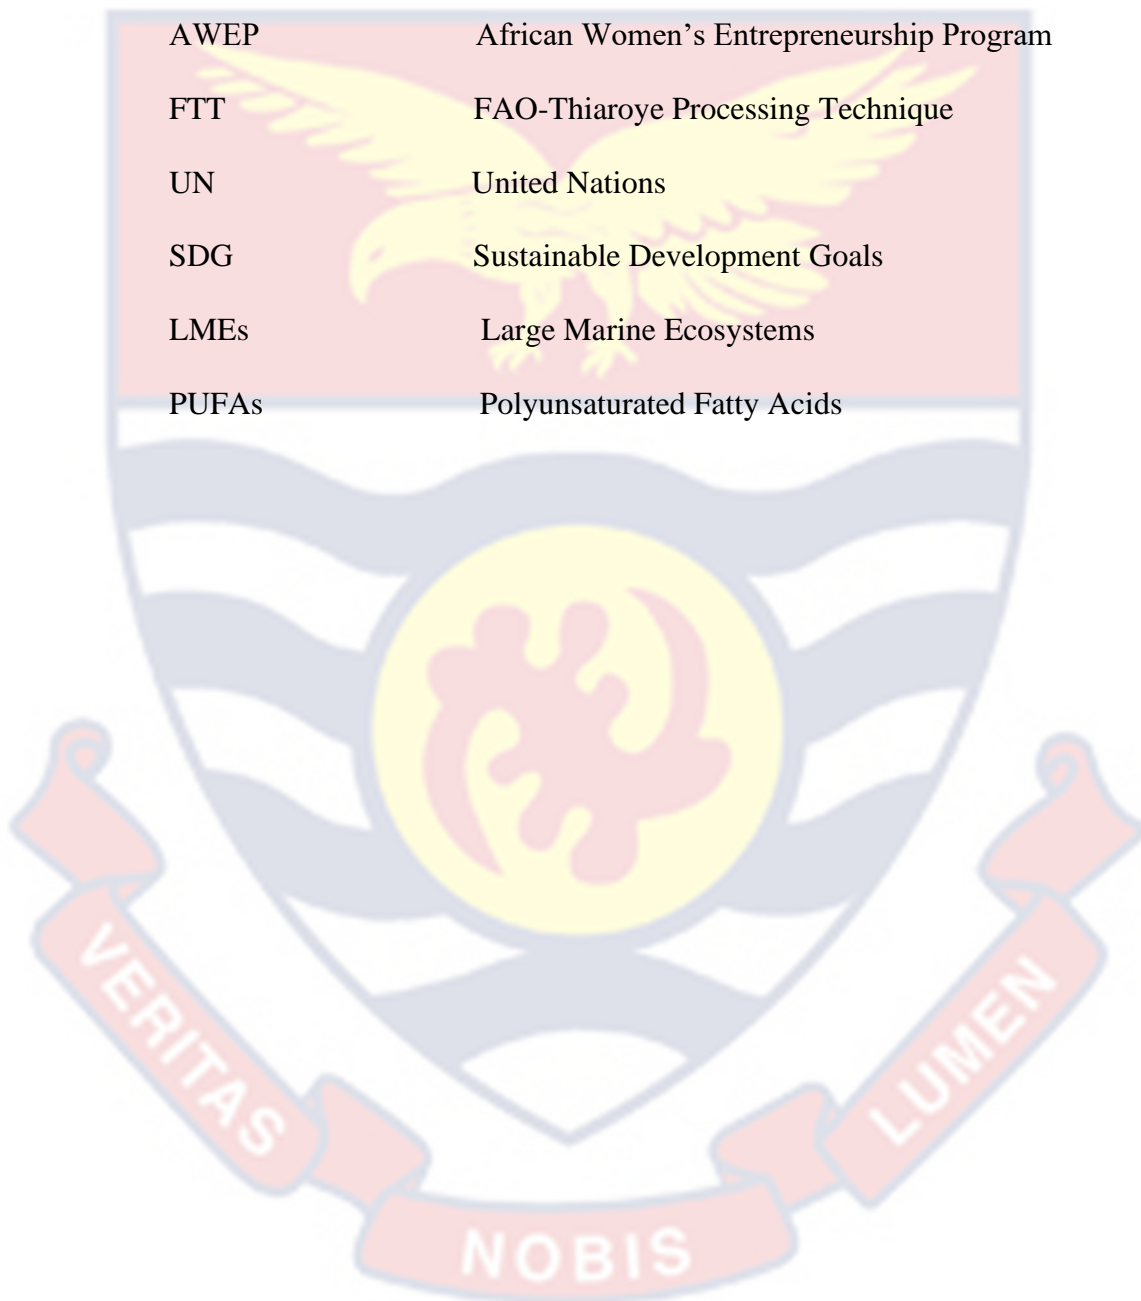 AWEP African Women’s Entrepreneurship Program
FTT FAO-Thiaroye Processing Technique
UN United Nations
SDG Sustainable Development Goals
LMEs Large Marine Ecosystems
PUFAs Polyunsaturated Fatty Acids
VERITAS
NOBIS
LUMEN